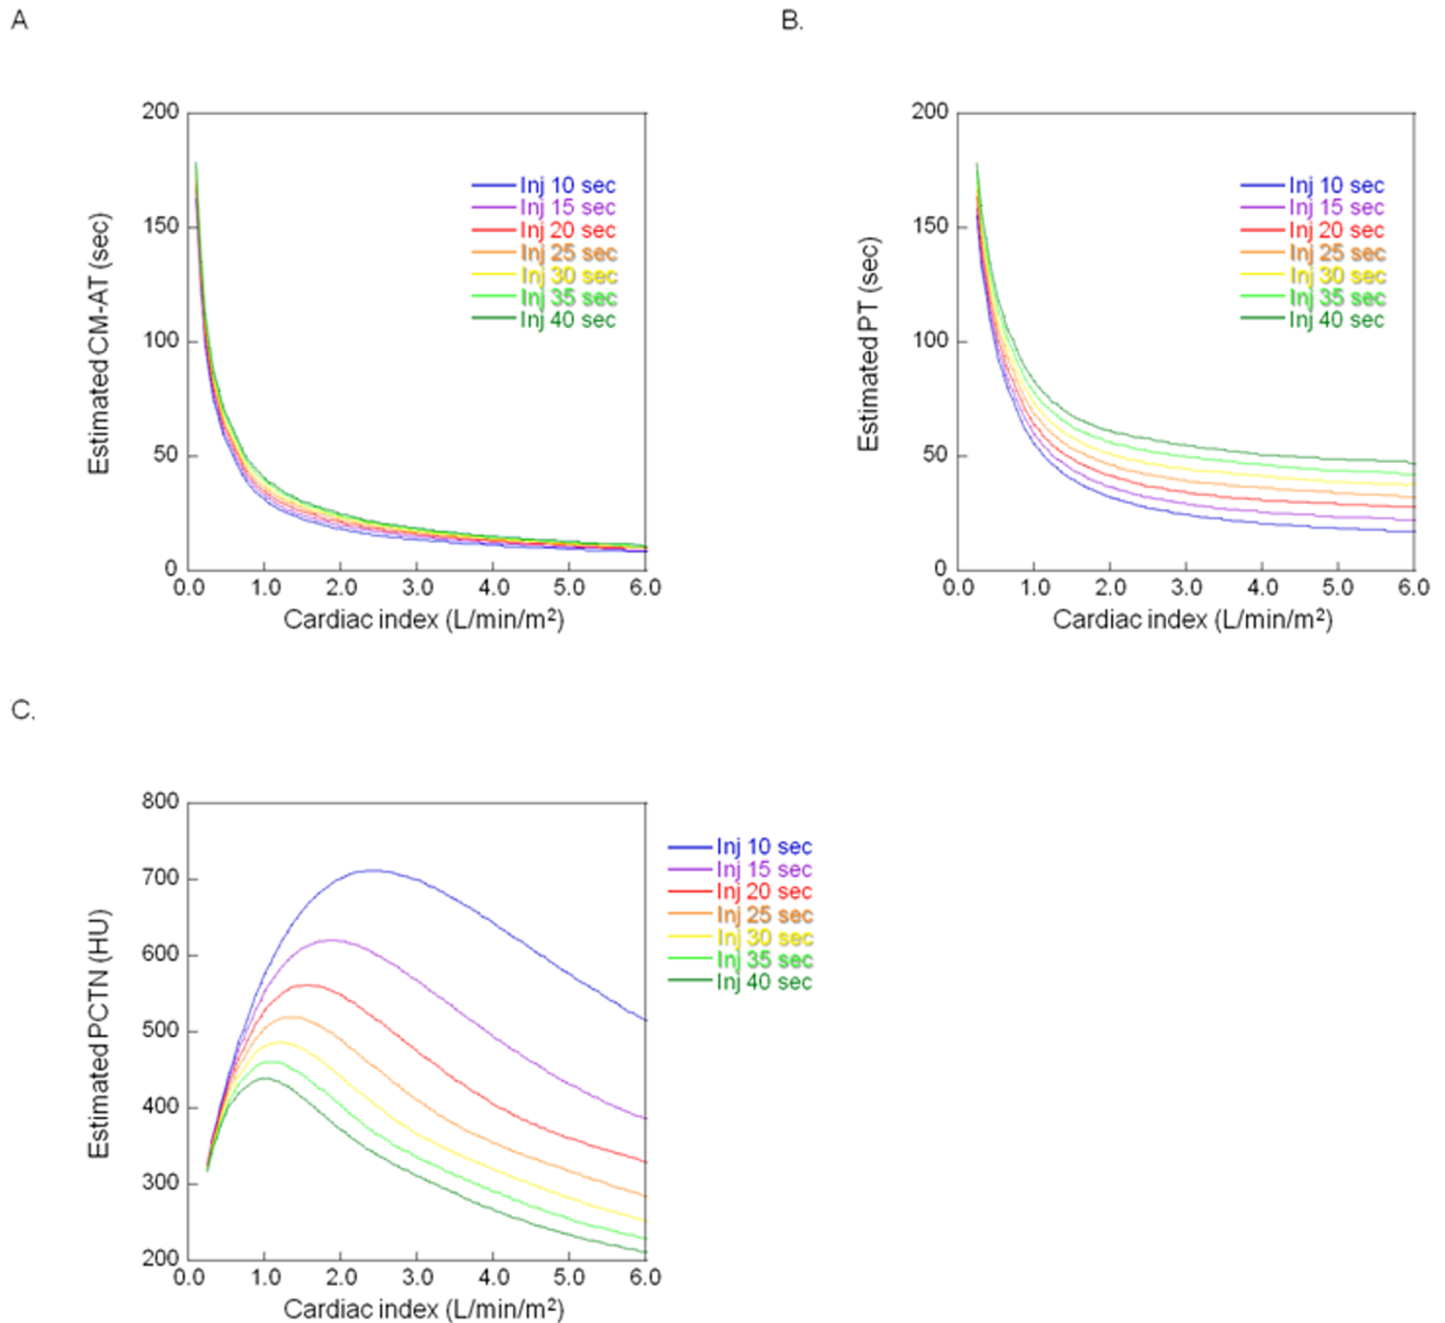 A
B.
200
150
100
50
0
Estimated CM-AT (sec)
Inj 10 sec
Inj 15 sec
Inj 20 sec
Inj 25 sec
Inj 30 sec
Inj 35 sec
Inj 40 sec
0.0 1.0 2.0 3.0 4.0 5.0 6.0
Cardiac index (L/min/m²)
200
150
100
50
0
Estimated PT (sec)
Inj 10 sec
Inj 15 sec
Inj 20 sec
Inj 25 sec
Inj 30 sec
Inj 35 sec
Inj 40 sec
0.0 1.0 2.0 3.0 4.0 5.0 6.0
Cardiac index (L/min/m²)
C.
800
700
600
500
400
300
200
Estimated PCTN (HU)
Inj 10 sec
Inj 15 sec
Inj 20 sec
Inj 25 sec
Inj 30 sec
Inj 35 sec
Inj 40 sec
0.0 1.0 2.0 3.0 4.0 5.0 6.0
Cardiac index (L/min/m²)